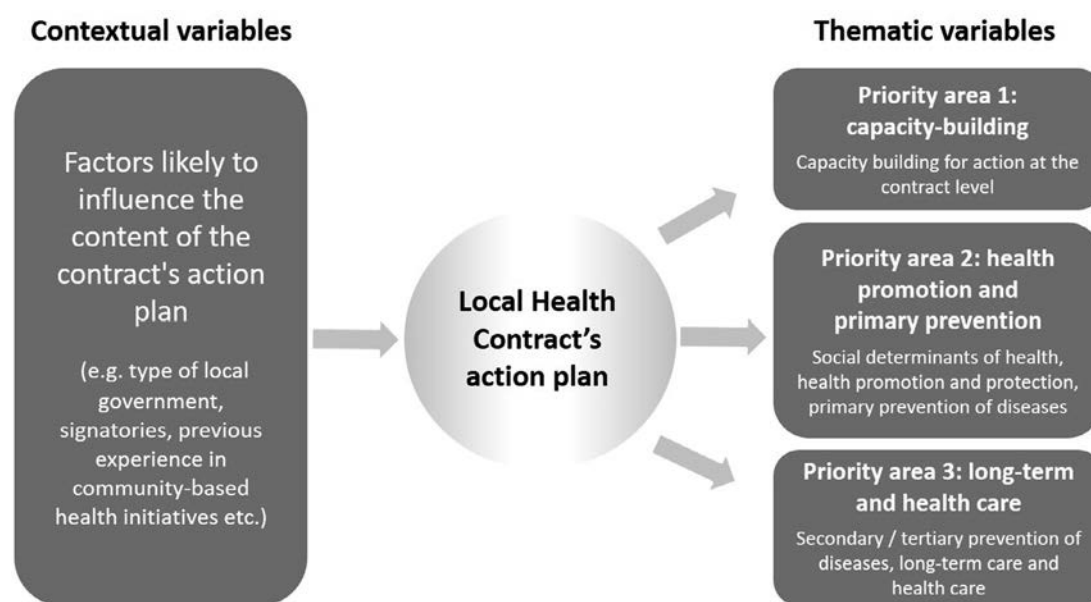 Contextual variables
Factors likely to
influence the
content of the
contract's action
plan
(e.g. type of local
government,
signatories, previous
experience in
community-based
health initiatives etc.)
Local Health
Contract’s
action plan
Thematic variables
Priority area 1:
capacity-building
Capacity building for action at the
contract level
Priority area 2: health
promotion and
primary prevention
Social determinants of health,
health promotion and protection,
primary prevention of diseases
Priority area 3: long-term
and health care
Secondary / tertiary prevention of
diseases, long-term care and
health care